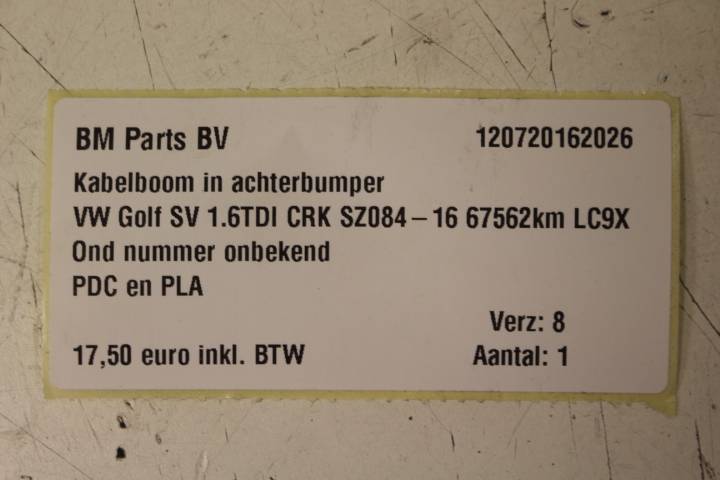 BM Parts BV 120720162026
Kabelboom in achterbumper
VW Golf SV 1.6TDI CRK SZ084-16 67562km LC9X
Ond nummer onbekend
PDC en PLA
Verz: 8
17,50 euro inkl. BTW Aantal: 1